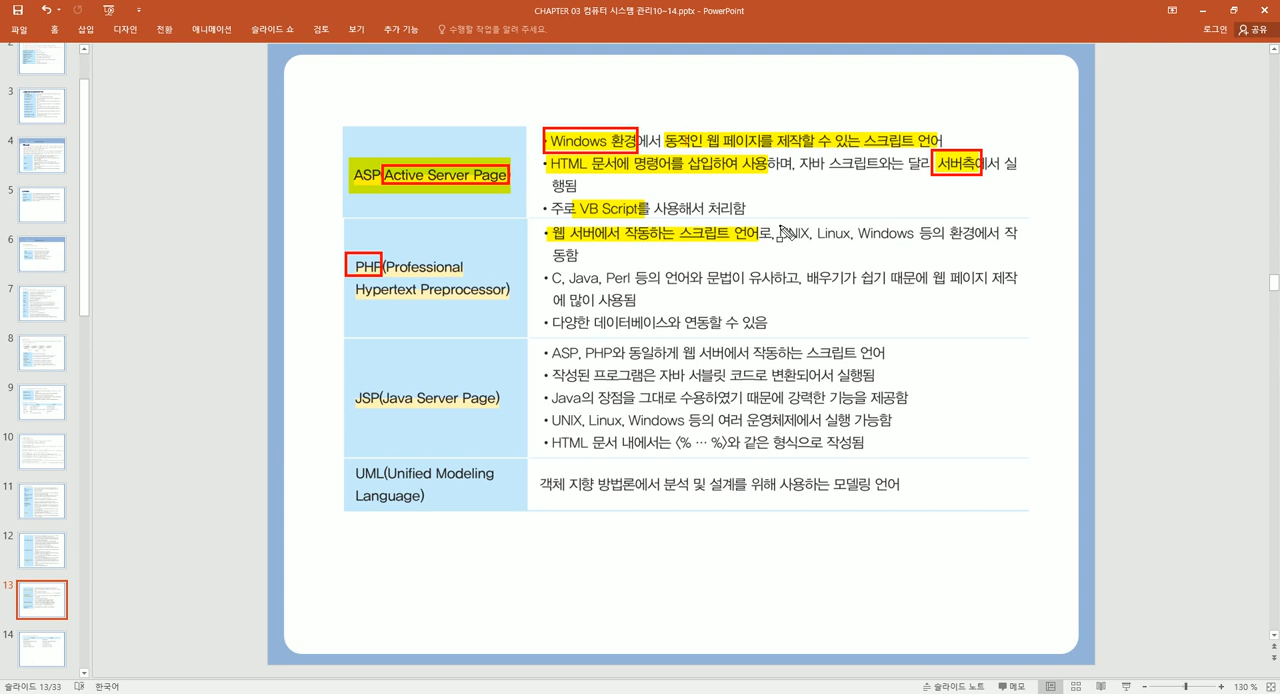 CHAPTER 03 컴퓨터 시스템 관리10~14.pptx - PowerPoint
파일 홈 삽입 디자인 전환 애니메이션 슬라이드 쇼 검토 보기 추가 기능 수행할 작업을 알려 주세요. 로그인 공유
2
3
4
5
6
7
8
9
10
11
12
13
14
ASP(Active Server Page)
• Windows 환경에서 동적인 웹 페이지를 제작할 수 있는 스크립트 언어
• HTML 문서에 명령어를 삽입하여 사용하며, 자바 스크립트와는 달리 서버측에서 실
행됨
• 주로 VB Script를 사용해서 처리함
PHP(Professional
Hypertext Preprocessor)
• 웹 서버에서 작동하는 스크립트 언어로, UNIX, Linux, Windows 등의 환경에서 작
동함
• C, Java, Perl 등의 언어와 문법이 유사하고, 배우기가 쉽기 때문에 웹 페이지 제작
에 많이 사용됨
• 다양한 데이터베이스와 연동할 수 있음
JSP(Java Server Page)
• ASP, PHP와 동일하게 웹 서버에서 작동하는 스크립트 언어
• 작성된 프로그램은 자바 서블릿 코드로 변환되어서 실행됨
• Java의 장점을 그대로 수용하였기 때문에 강력한 기능을 제공함
• UNIX, Linux, Windows 등의 여러 운영체제에서 실행 가능함
• HTML 문서 내에서는 〈% … %〉와 같은 형식으로 작성됨
UML(Unified Modeling
Language)
객체 지향 방법론에서 분석 및 설계를 위해 사용하는 모델링 언어
슬라이드 13/33 한국어 슬라이드 노트 메모 130 %